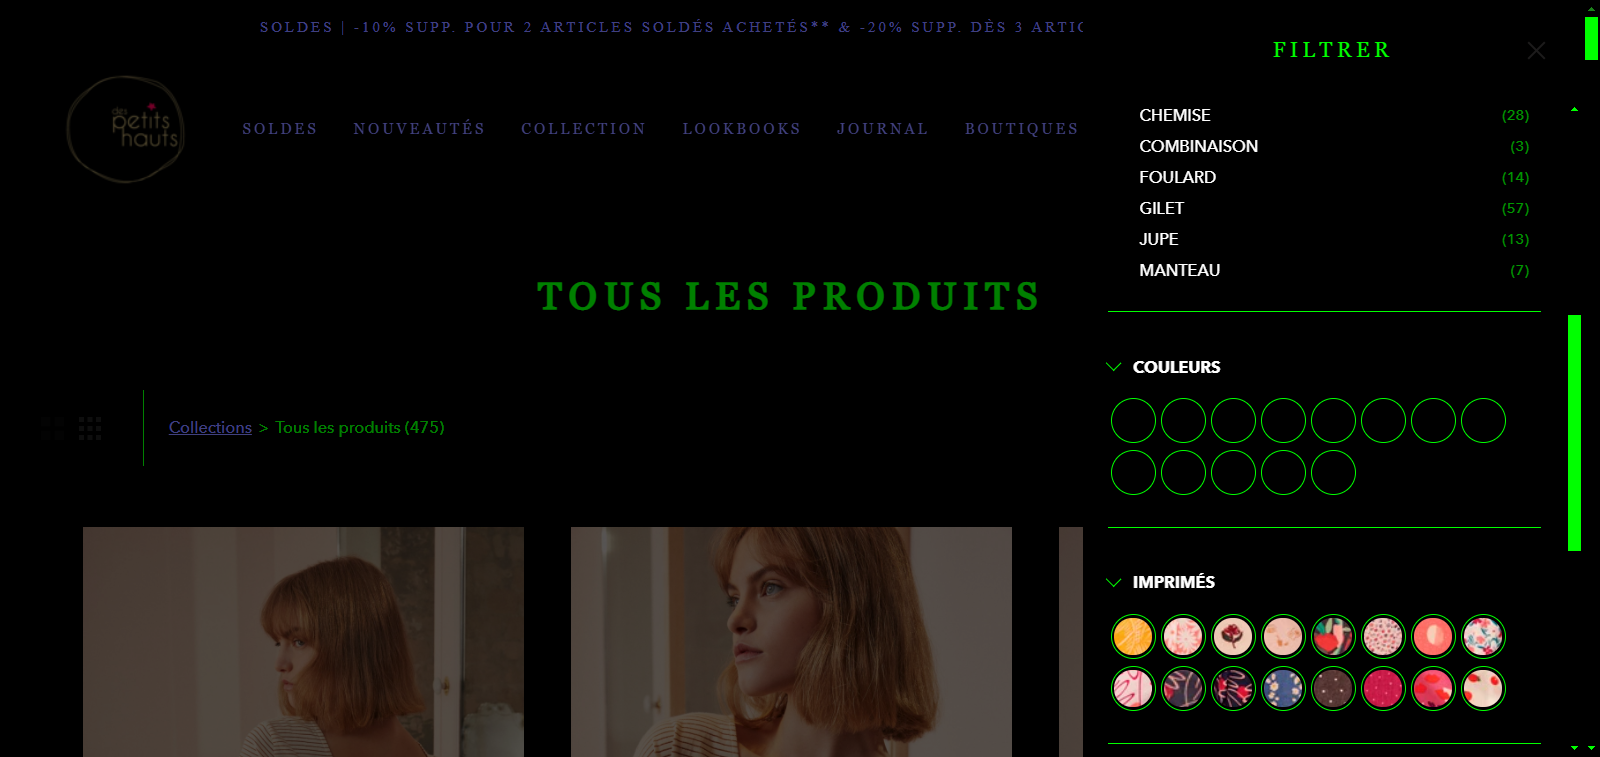 SOLDES | -10% SUPP. POUR 2 ARTICLES SOLDÉS ACHETÉS** & -20% SUPP. DÈS 3
FILTRER
des
petits
hauts
SOLDES NOUVEAUTÉS COLLECTION LOOKBOOKS JOURNAL BOUTIQUES
CHEMISE (28)
COMBINAISON (3)
FOULARD (14)
GILET (57)
JUPE (13)
MANTEAU (7)
TOUS LES PRODUITS
Collections > Tous les produits (475)
COULEURS
IMPRIMÉS